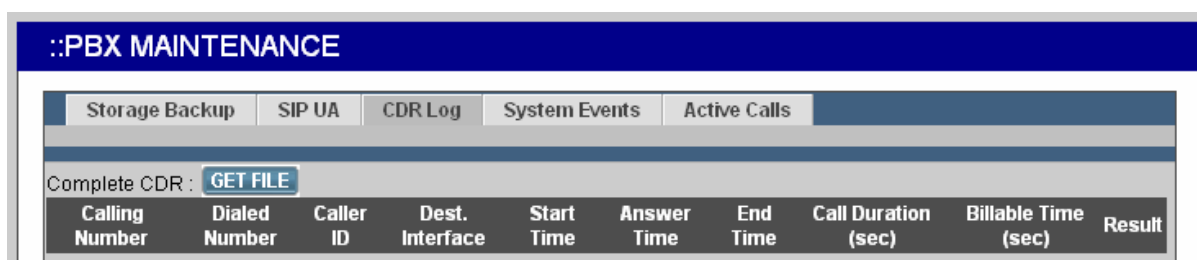 ::PBX MAINTENANCE
Storage Backup SIP UA CDR Log System Events Active Calls
Complete CDR : GET FILE
Calling Number Dialed Number Caller ID Dest. Interface Start Time Answer Time End Time Call Duration (sec) Billable Time (sec) Result